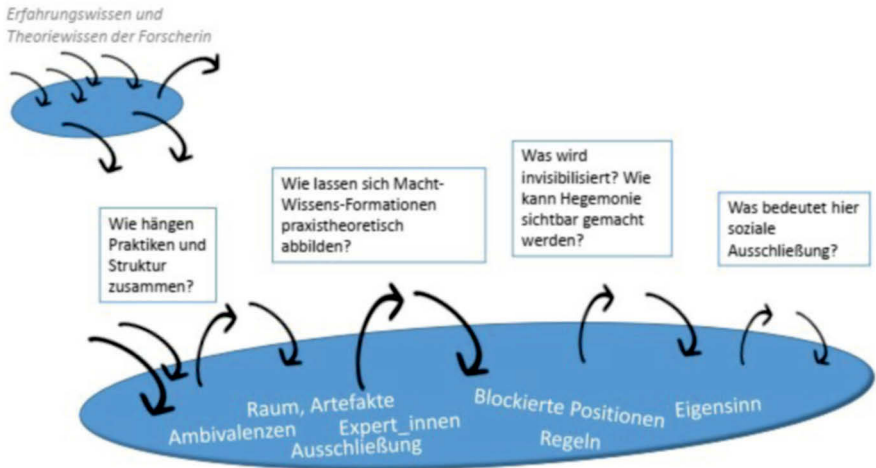 Erfahrungswissen und
Theoriewissen der Forscherin
Wie hängen
Praktiken und
Struktur
zusammen?
Wie lassen sich Macht-
Wissens-Formationen
praxistheoretisch
abbilden?
Was wird
invisibilisiert? Wie
kann Hegemonie
sichtbar gemacht
werden?
Was bedeutet hier
soziale
Ausschließung?
Raum, Artefakte
Ambivalenzen
Expert_innen
Ausschließung
Blockierte Positionen
Regeln
Eigensinn